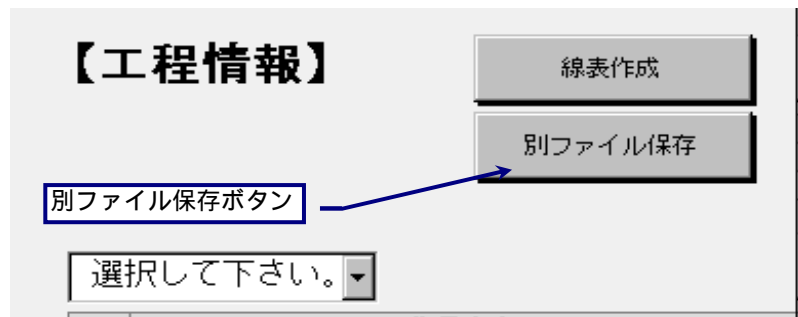 【工程情報】
線表作成
別ファイル保存
別ファイル保存ボタン
選択して下さい。